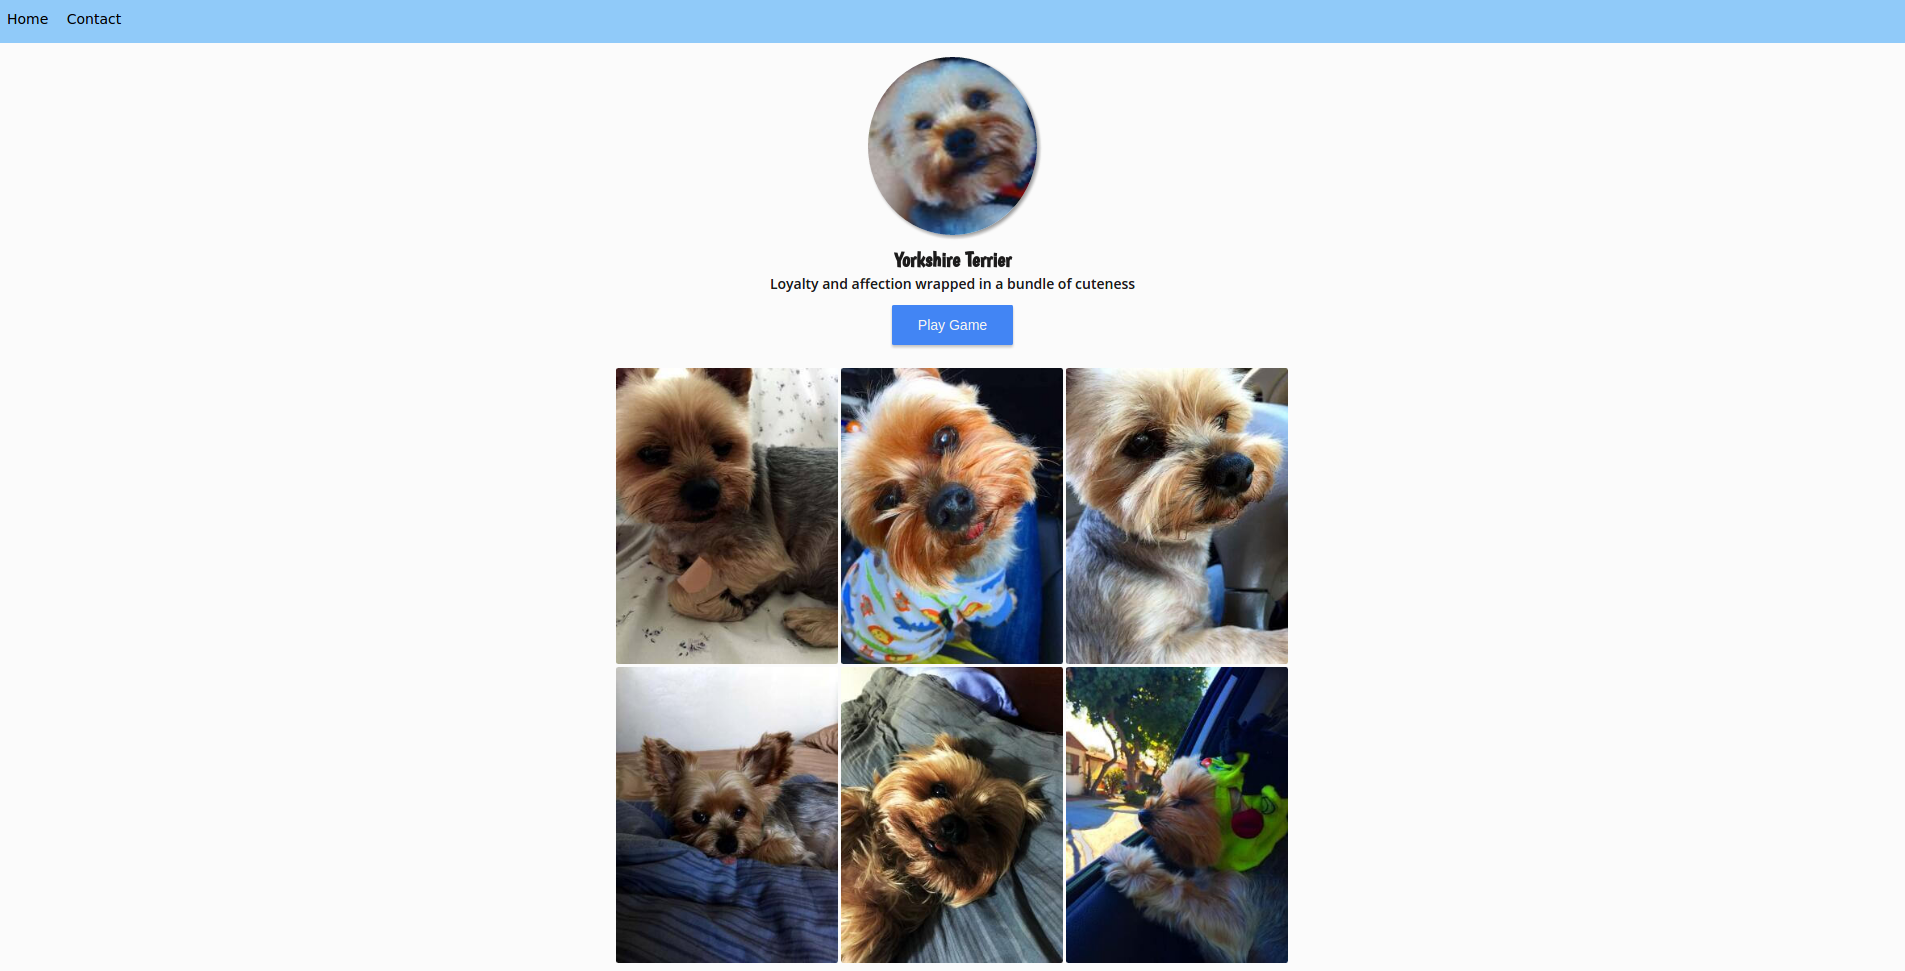 Home Contact
Yorkshire Terrier
Loyalty and affection wrapped in a bundle of cuteness
Play Game